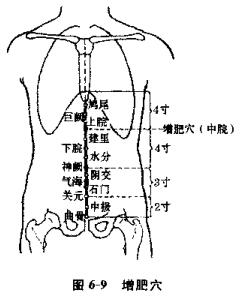 鸠尾
巨阙
上脘
4寸
增肥穴（中脘）
建里
下脘
4寸
水分
神阙
阴交
气海
3寸
石门
关元
中极
2寸
曲骨
图 6-9 增肥穴